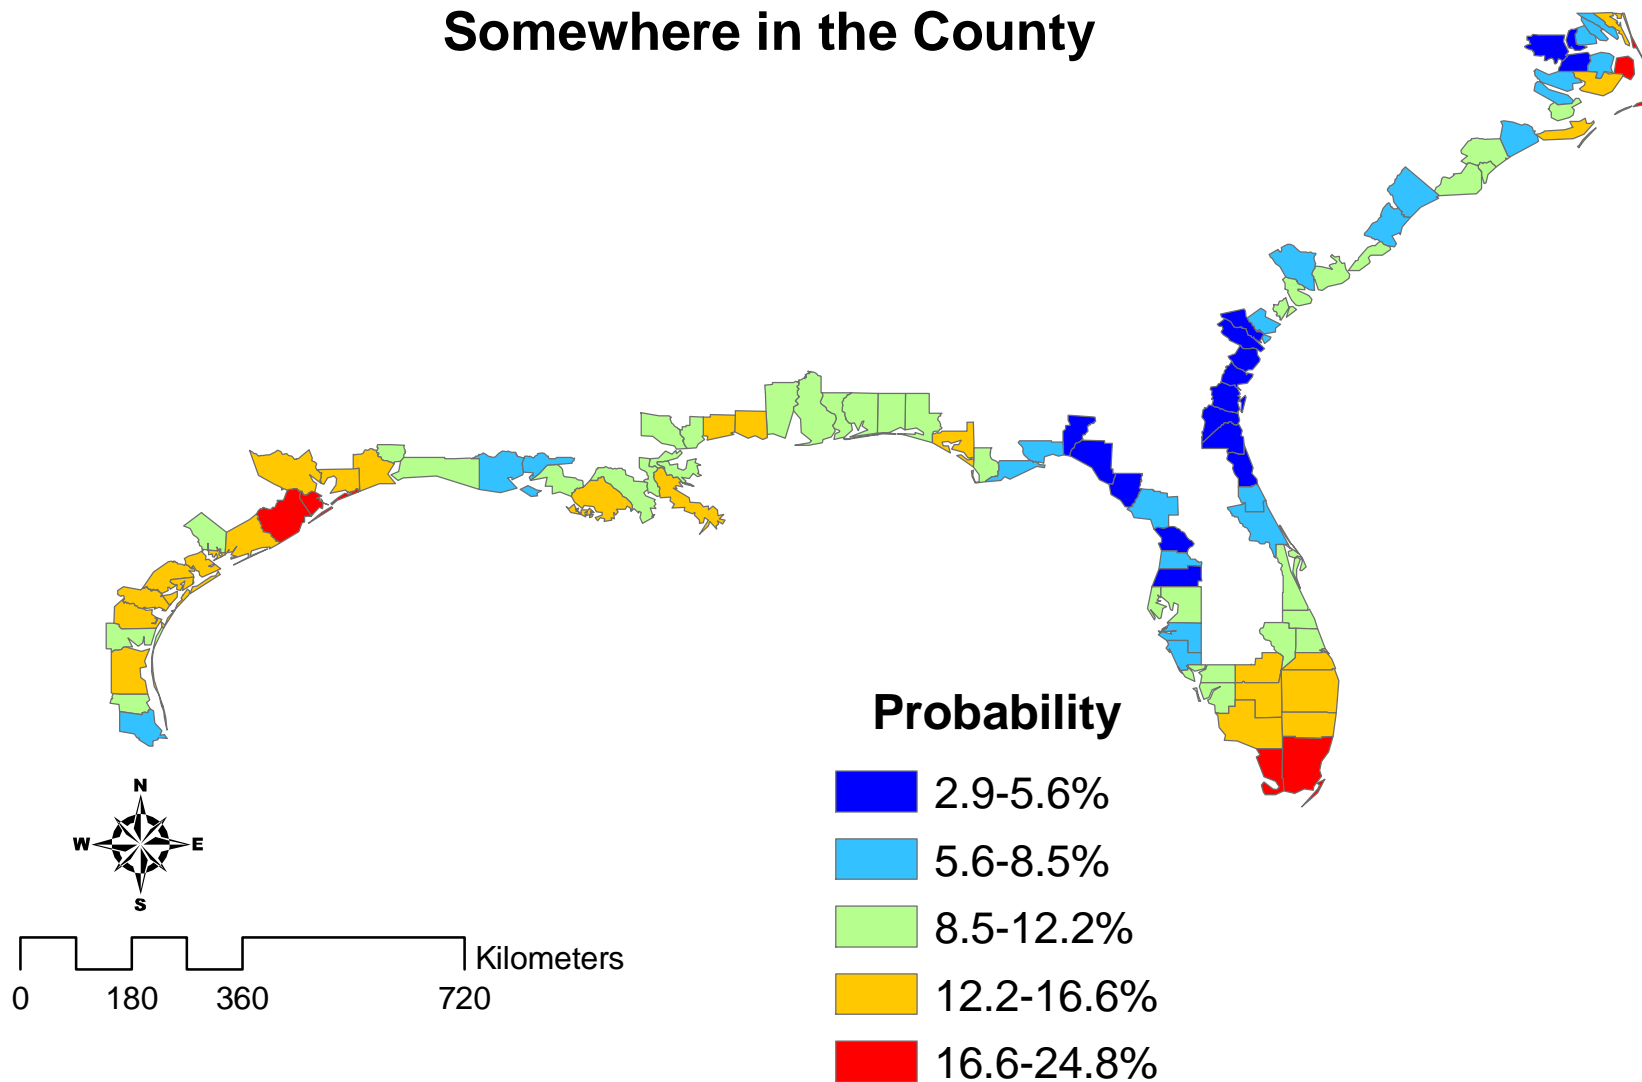 Somewhere in the County
Probability
2.9-5.6%
5.6-8.5%
8.5-12.2%
12.2-16.6%
16.6-24.8%
N
W E
S
Kilometers
0 180 360 720